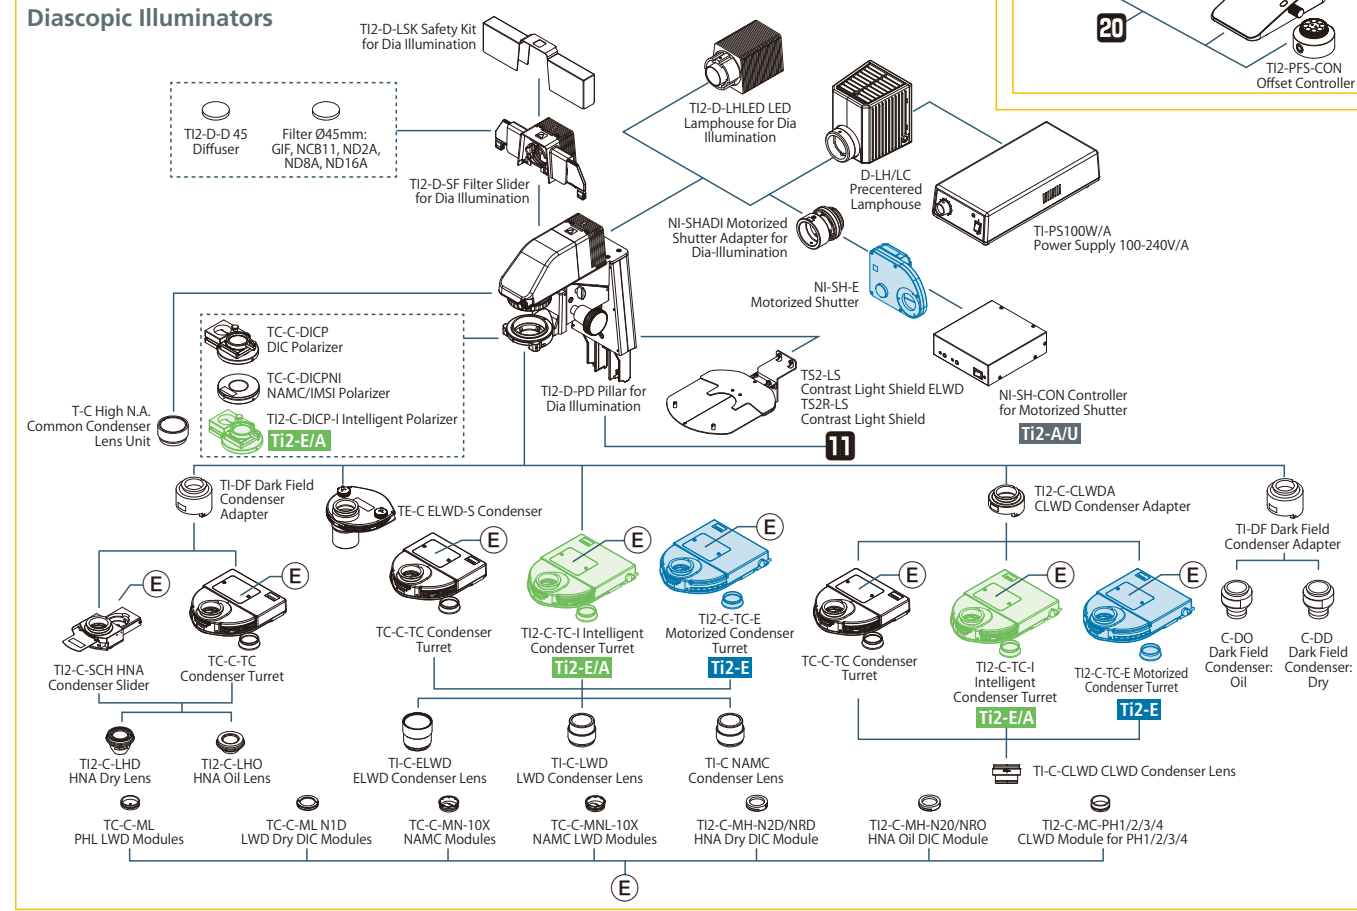 Diascopic Illuminators
TI2-D-LSK Safety Kit
for Dia Illumination
20
TI2-PFS-CON
Offset Controller
TI2-D-D 45
Diffuser
Filter Ø45mm:
GIF, NCB11, ND2A,
ND8A, ND16A
TI2-D-SF Filter Slider
for Dia Illumination
TI2-D-LHLED LED
Lamphouse for Dia
Illumination
D-LH/LC
Precentered
Lamphouse
TI-PS100W/A
Power Supply 100-240V/A
NI-SHADI Motorized
Shutter Adapter for
Dia-Illumination
NI-SH-E
Motorized Shutter
NI-SH-CON Controller
for Motorized Shutter
Ti2-A/U
TC-C-DICP
DIC Polarizer
TC-C-DICPNI
NAMC/IMSI Polarizer
TI2-C-DICP-I Intelligent Polarizer
Ti2-E/A
T-C High N.A.
Common Condenser
Lens Unit
TI2-D-PD Pillar for
Dia Illumination
TS2-LS
Contrast Light Shield ELWD
TS2R-LS
Contrast Light Shield
11
TI-DF Dark Field
Condenser
Adapter
TE-C ELWD-S Condenser
TI2-C-CLWDA
CLWD Condenser Adapter
TI-DF Dark Field
Condenser Adapter
E
E
E
E
E
E
E
E
TI2-C-SCH HNA
Condenser Slider
TC-C-TC
Condenser Turret
TC-C-TC Condenser
Turret
TI2-C-TC-I Intelligent
Condenser Turret
Ti2-E/A
TI2-C-TC-E
Motorized Condenser
Turret
Ti2-E
TC-C-TC Condenser
Turret
TI2-C-TC-I
Intelligent
Condenser Turret
Ti2-E/A
TI2-C-TC-E Motorized
Condenser Turret
Ti2-E
C-DO
Dark Field
Condenser:
Oil
C-DD
Dark Field
Condenser:
Dry
TI2-C-LHD
HNA Dry Lens
TI2-C-LHO
HNA Oil Lens
TI-C-ELWD
ELWD Condenser Lens
TI-C-LWD
LWD Condenser Lens
TI-C NAMC
Condenser Lens
TI-C-CLWD CLWD Condenser Lens
TC-C-ML
PHL LWD Modules
TC-C-ML N1D
LWD Dry DIC Modules
TC-C-MN-10X
NAMC Modules
TC-C-MNL-10X
NAMC LWD Modules
TI2-C-MH-N2D/NRD
HNA Dry DIC Module
TI2-C-MH-N20/NRO
HNA Oil DIC Module
TI2-C-MC-PH1/2/3/4
CLWD Module for PH1/2/3/4
E